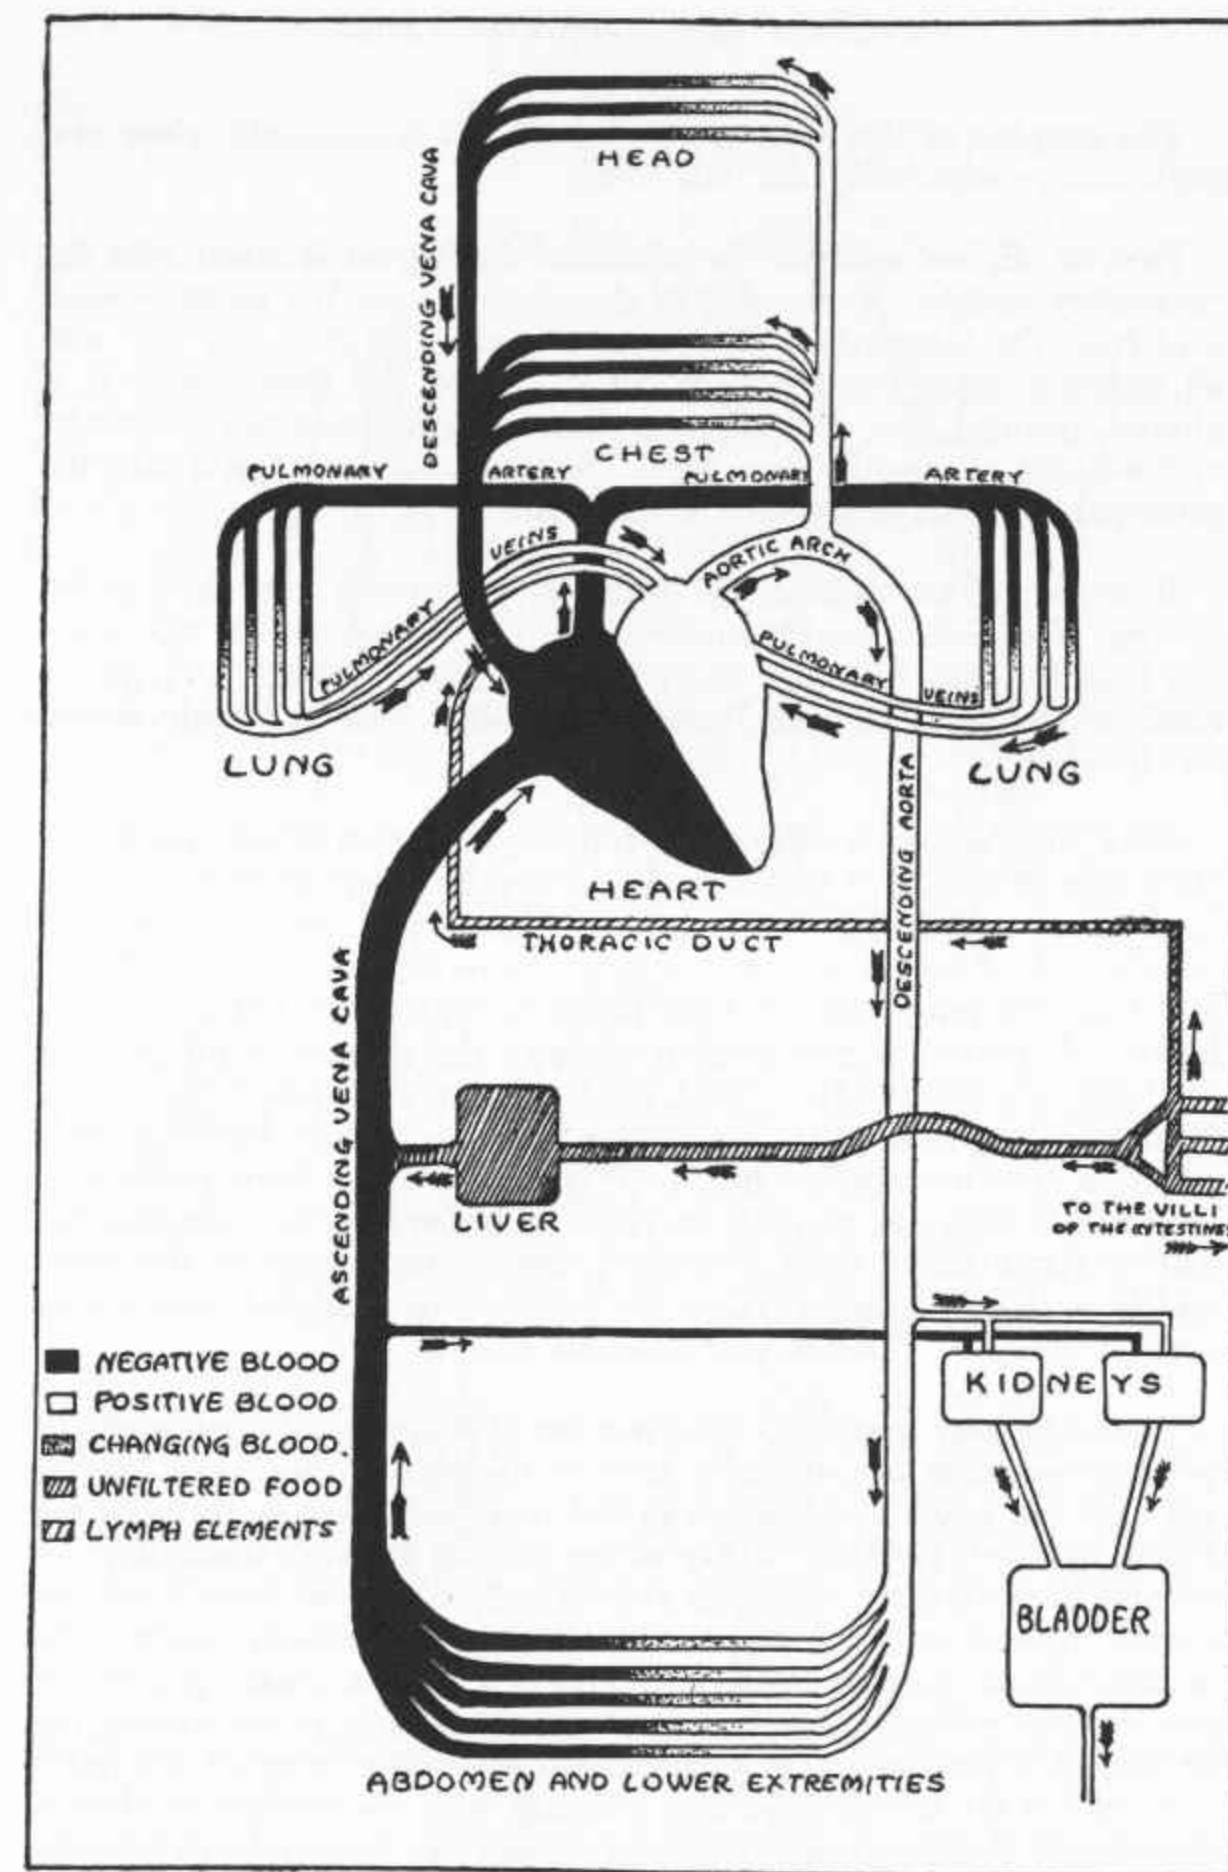 HEAD
DESCENDING VENA CAVA
CHEST
PULMONARY ARTERY PULMONARY ARTERY
VEINS
AORTIC ARCH
PULMONARY
PULMONARY
VEINS
LUNG
LUNG
DESCENDING AORTA
HEART
THORACIC DUCT
ASCENDING VENA CAVA
LIVER
TO THE VILLI
OF THE INTESTINES
NEGATIVE BLOOD
POSITIVE BLOOD
CHANGING BLOOD.
UNFILTERED FOOD
LYMPH ELEMENTS
KIDNEYS
BLADDER
ABDOMEN AND LOWER EXTREMITIES